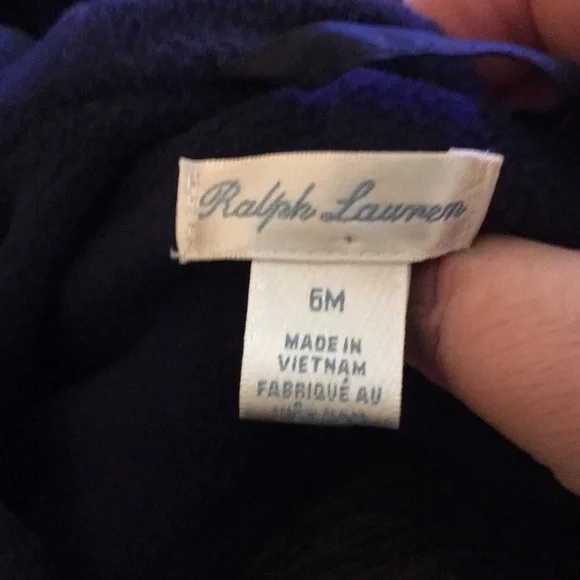 Ralph Lauren
6M
MADE IN
VIETNAM
FABRIQUÉ AU